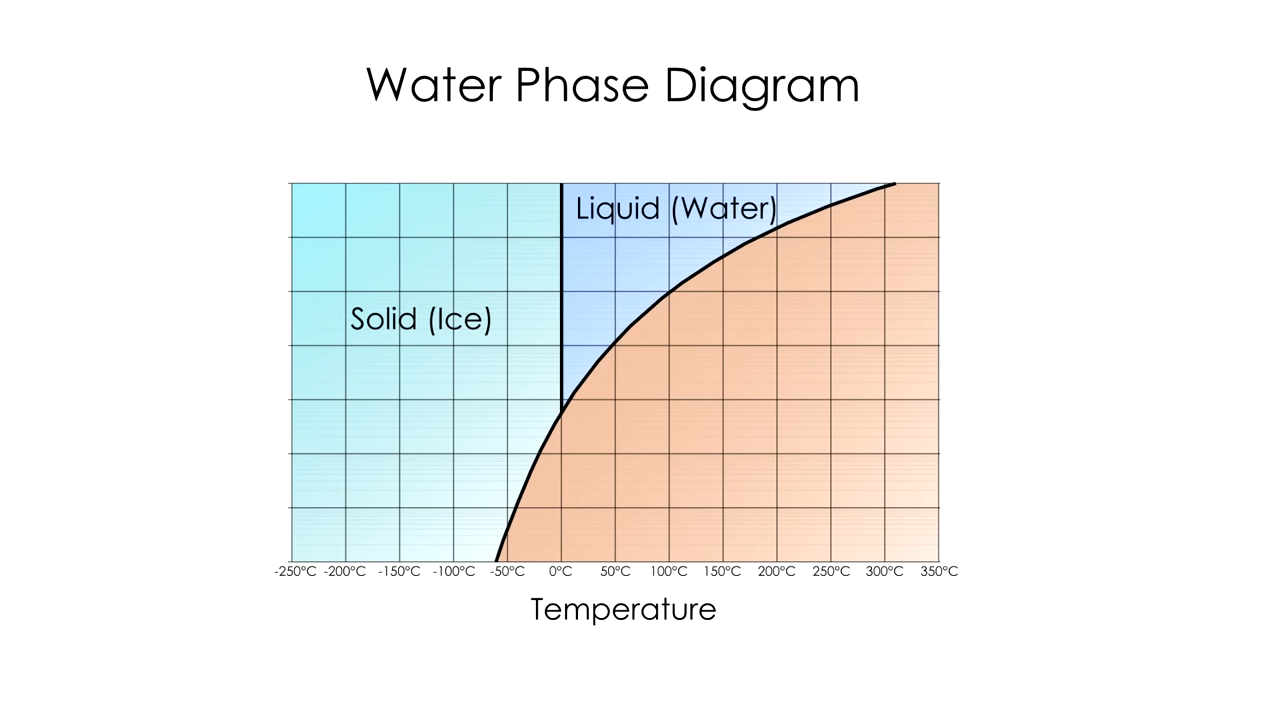 Water Phase Diagram
Liquid (Water)
Solid (Ice)
-250°C -200°C -150°C -100°C -50°C 0°C 50°C 100°C 150°C 200°C 250°C 300°C 350°C
Temperature